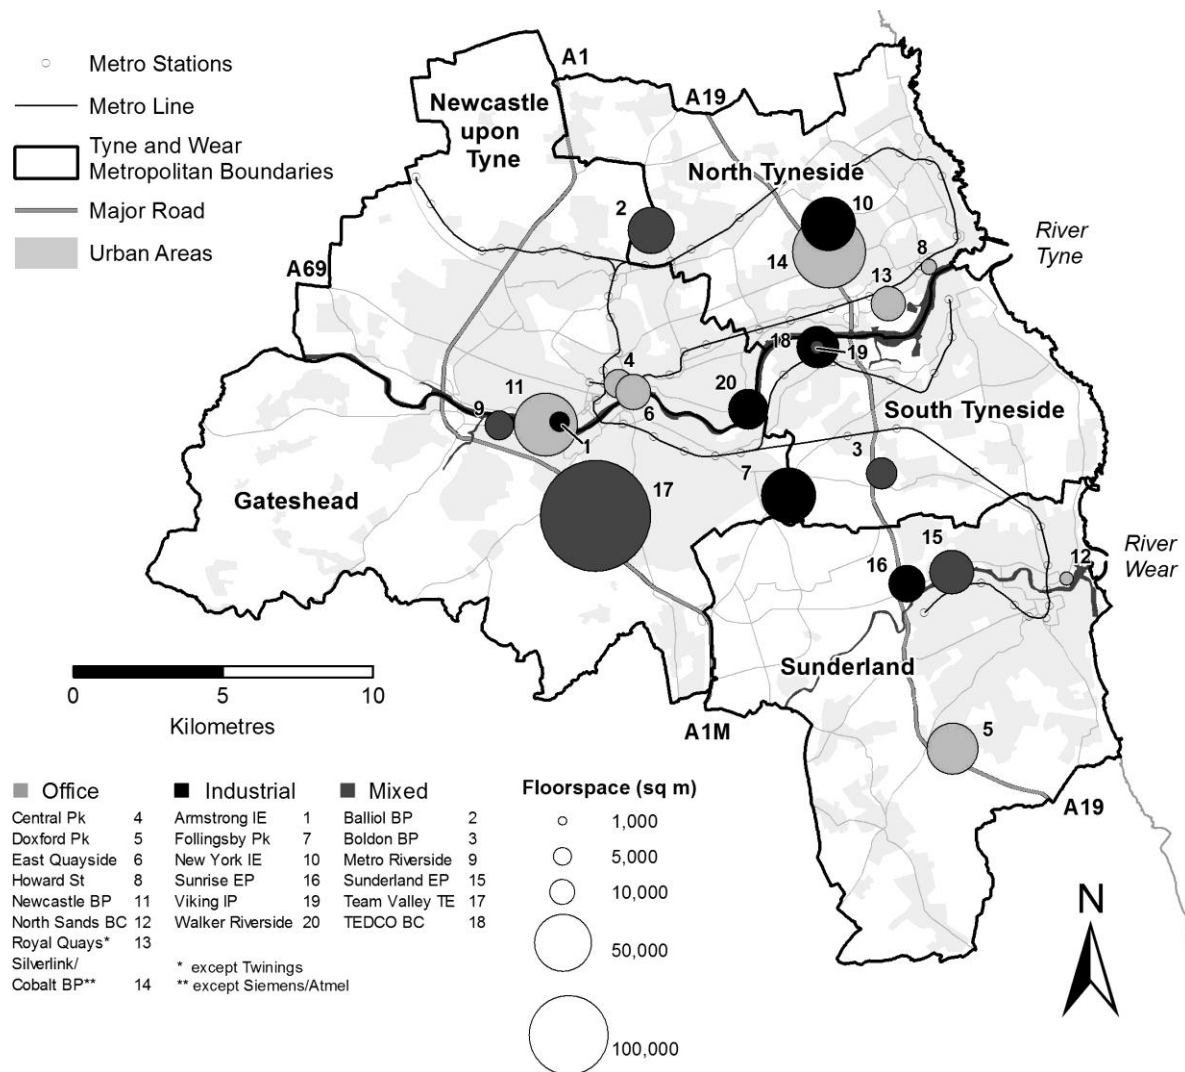 Metro Stations
Metro Line
Tyne and Wear
Metropolitan Boundaries
Major Road
Urban Areas
A1
Newcastle
upon
Tyne
A19
North Tyneside
2
10
14
8
13
River
Tyne
A69
18
19
4
6
20
11
9
1
South Tyneside
3
7
17
Gateshead
15
16
12
River
Wear
Sunderland
5
A1M
A19
0 5 10
Kilometres
N
Office
Central Pk 4
Doxford Pk 5
East Quayside 6
Howard St 8
Newcastle BP 11
North Sands BC 12
Royal Quays* 13
Silverlink/
Cobalt BP** 14
Industrial
Armstrong IE 1
Follingsby Pk 7
New York IE 10
Sunrise EP 16
Viking IP 19
Walker Riverside 20
* except Twinings
** except Siemens/Atmel
Mixed
Balliol BP 2
Boldon BP 3
Metro Riverside 9
Sunderland EP 15
Team Valley TE 17
TEDCO BC 18
Floorspace (sq m)
1,000
5,000
10,000
50,000
100,000